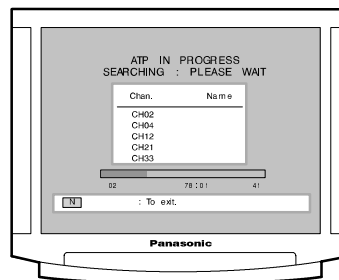 ATP IN PROGRESS
SEARCHING : PLEASE WAIT
Chan. Name
CH02
CH04
CH12
CH21
CH33
02 78 : 01 41
N : To exit.
Panasonic